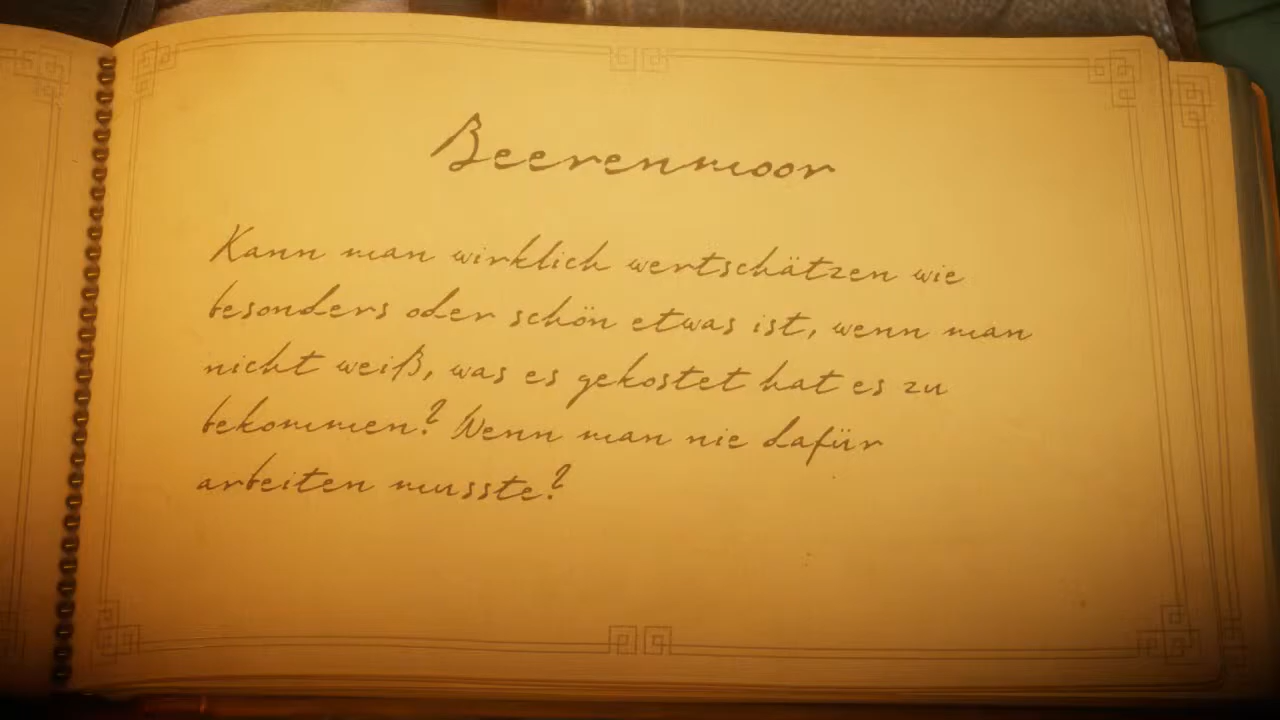 Beerenmoor
Kann man wirklich wertschätzen wie
besonders oder schön etwas ist, wenn man
nicht weiß, was es gekostet hat es zu
bekommen? Wenn man nie dafür
arbeiten musste?